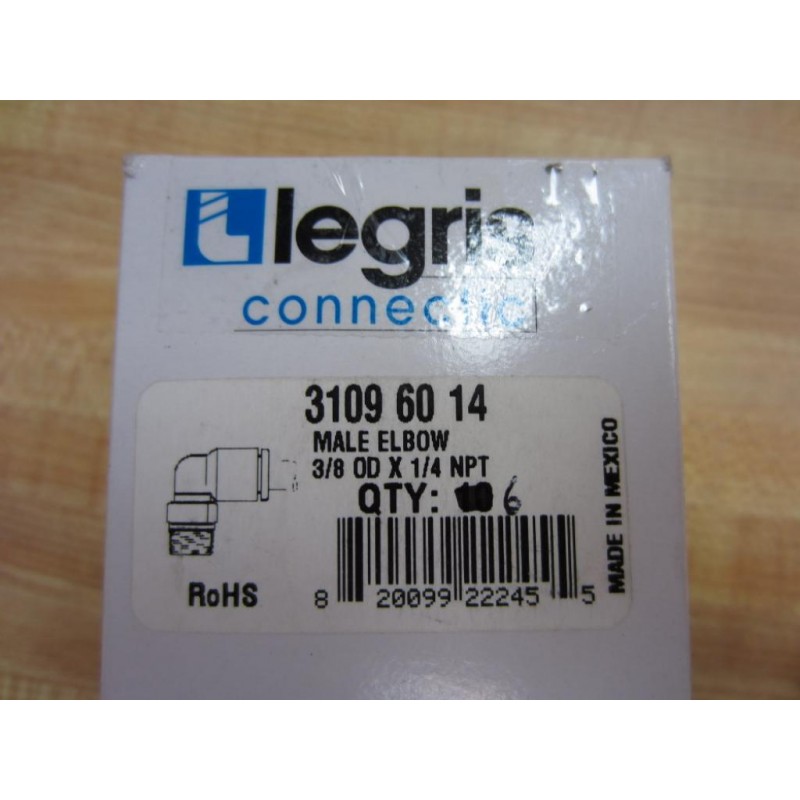 legris
connectic
3109 60 14
MALE ELBOW
3/8 OD X 1/4 NPT
QTY: 10 6
RoHS
8 20099 22245 5
MADE IN MEXICO